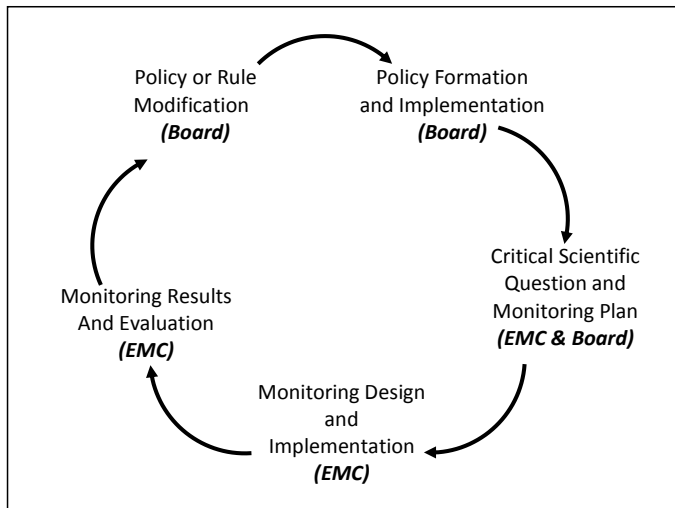 Policy or Rule
Modification
(Board)
Policy Formation
and Implementation
(Board)
Critical Scientific
Question and
Monitoring Plan
(EMC & Board)
Monitoring Design
and
Implementation
(EMC)
Monitoring Results
And Evaluation
(EMC)